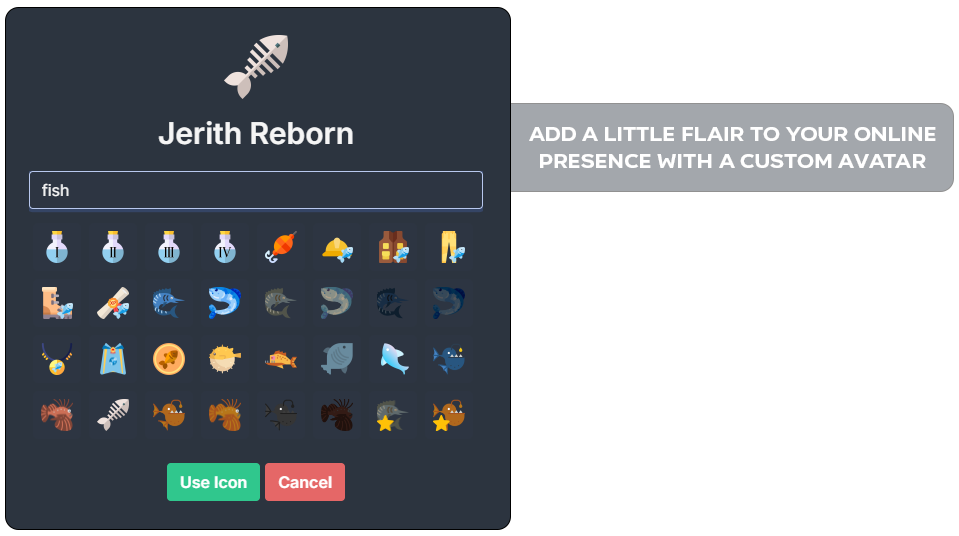 Jerith Reborn
ADD A LITTLE FLAIR TO YOUR ONLINE
PRESENCE WITH A CUSTOM AVATAR
fish
I II III IV
Use Icon Cancel